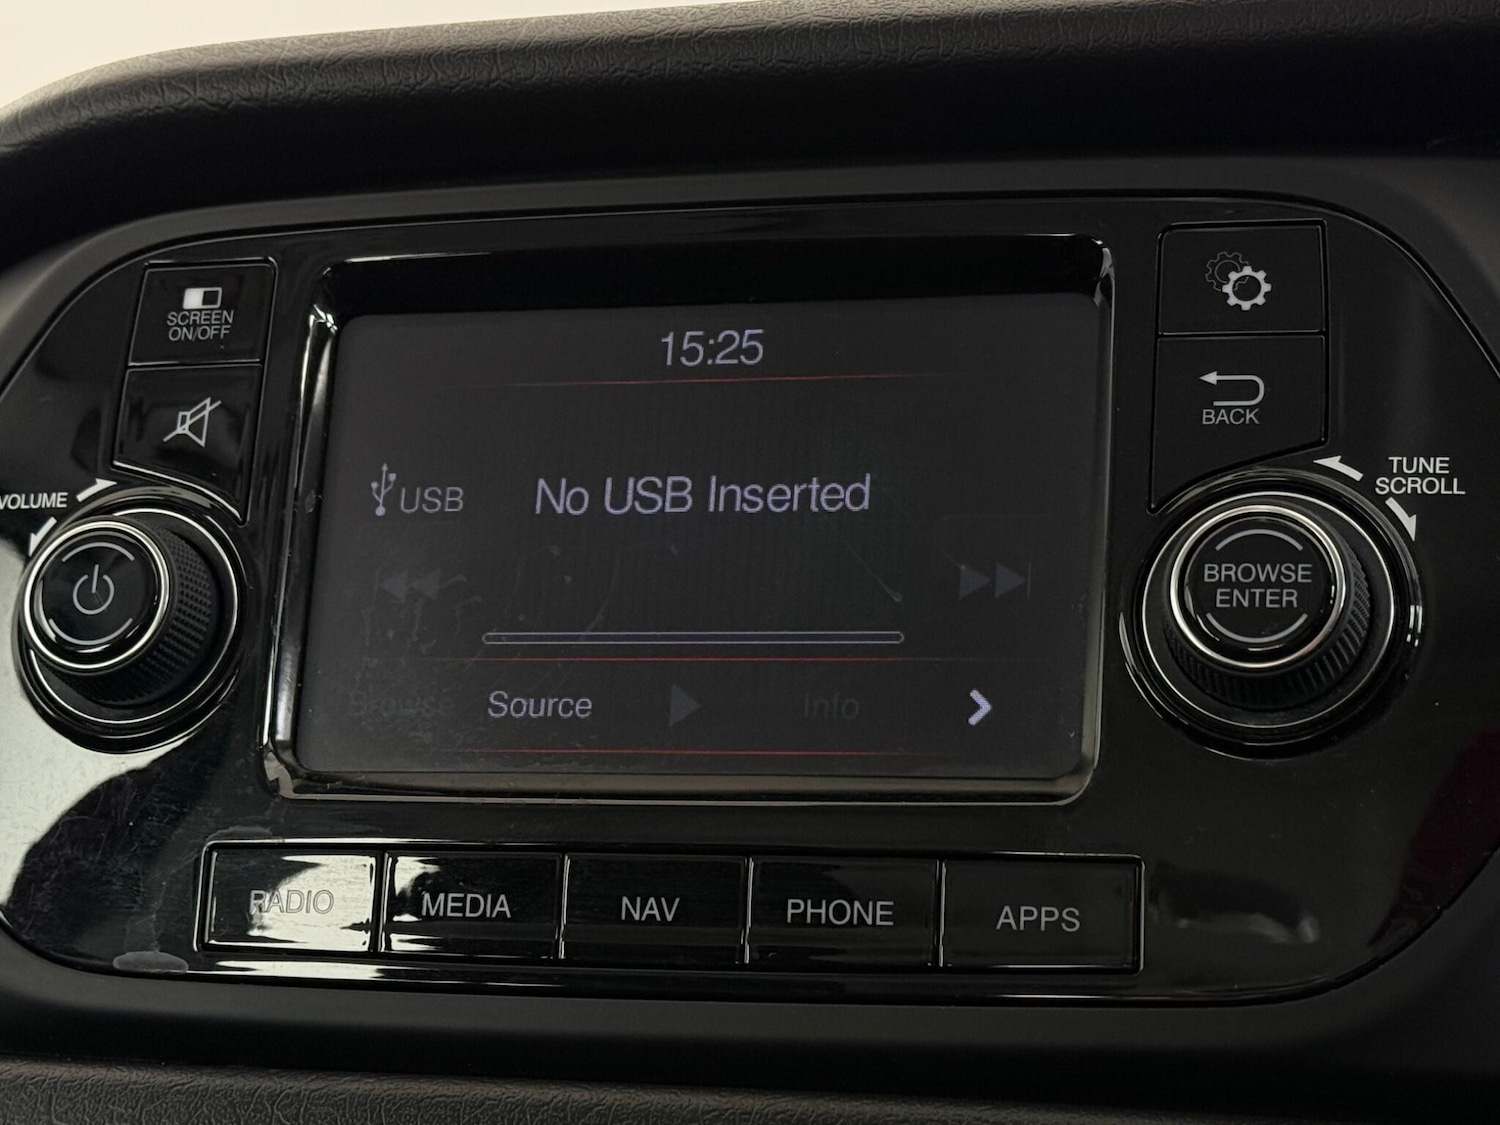 15:25
SCREEN
ON/OFF
BACK
VOLUME
TUNE
SCROLL
USB
No USB Inserted
BROWSE
ENTER
Browse
Source
Info
RADIO
MEDIA
NAV
PHONE
APPS